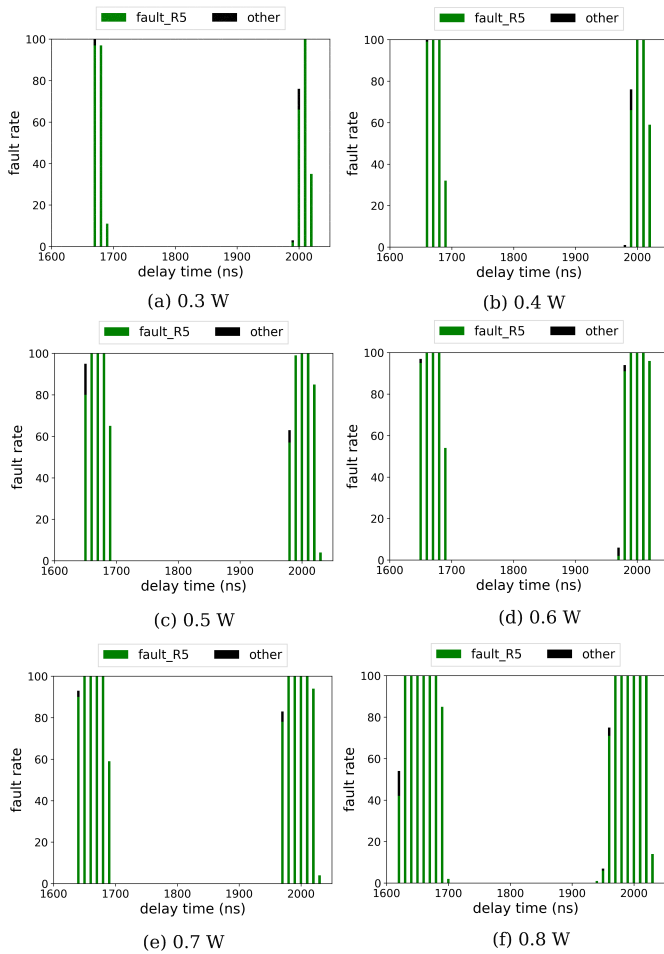 fault_R5 other
fault_R5 other
100
80
60
40
20
0
fault rate
1600 1700 1800 1900 2000
delay time (ns)
(a) 0.3 W
100
80
60
40
20
0
fault rate
1600 1700 1800 1900 2000
delay time (ns)
(b) 0.4 W
fault_R5 other
fault_R5 other
100
80
60
40
20
0
fault rate
1600 1700 1800 1900 2000
delay time (ns)
(c) 0.5 W
100
80
60
40
20
0
fault rate
1600 1700 1800 1900 2000
delay time (ns)
(d) 0.6 W
fault_R5 other
fault_R5 other
100
80
60
40
20
0
fault rate
1600 1700 1800 1900 2000
delay time (ns)
(e) 0.7 W
100
80
60
40
20
0
fault rate
1600 1700 1800 1900 2000
delay time (ns)
(f) 0.8 W